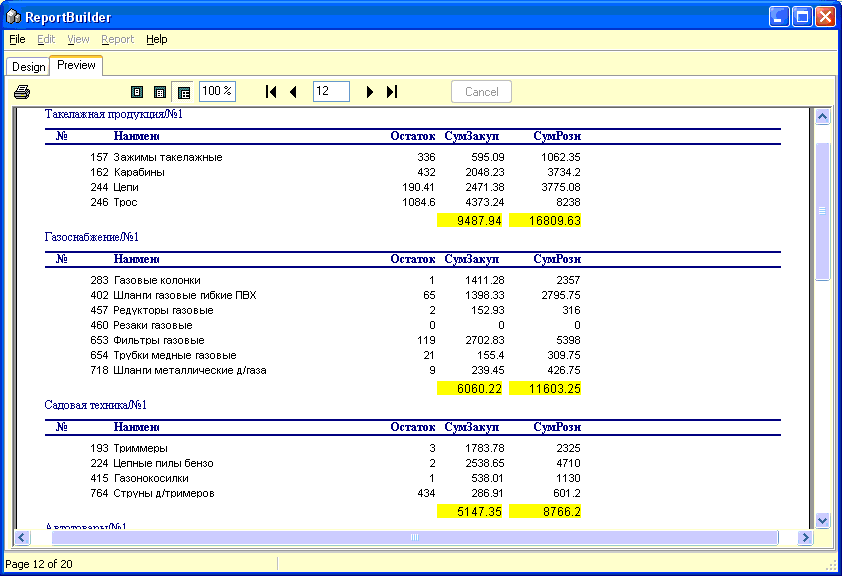 ReportBuilder
File Edit View Report Help
Design Preview
100 % 12 Cancel
Такелажная продукция/№1
№ Наимено Остаток СумЗакуп СумРозн
157 Зажимы такелажные 336 595.09 1062.35
162 Карабины 432 2048.23 3734.2
244 Цепи 190.41 2471.38 3775.08
246 Трос 1084.6 4373.24 8238
9487.94 16809.63
Газоснабжение/№1
№ Наимено Остаток СумЗакуп СумРозн
283 Газовые колонки 1 1411.28 2357
402 Шланги газовые гибкие ПВХ 65 1398.33 2795.75
457 Редукторы газовые 2 152.93 316
460 Резаки газовые 0 0 0
653 Фильтры газовые 119 2702.83 5398
654 Трубки медные газовые 21 155.4 309.75
718 Шланги металлические д/газа 9 239.45 426.75
6060.22 11603.25
Садовая техника/№1
№ Наимено Остаток СумЗакуп СумРозн
193 Триммеры 3 1783.78 2325
224 Цепные пилы бензо 2 2538.65 4710
415 Газонокосилки 1 538.01 1130
764 Струны д/тримеров 434 286.91 601.2
5147.35 8766.2
Автотовары/№1
Page 12 of 20